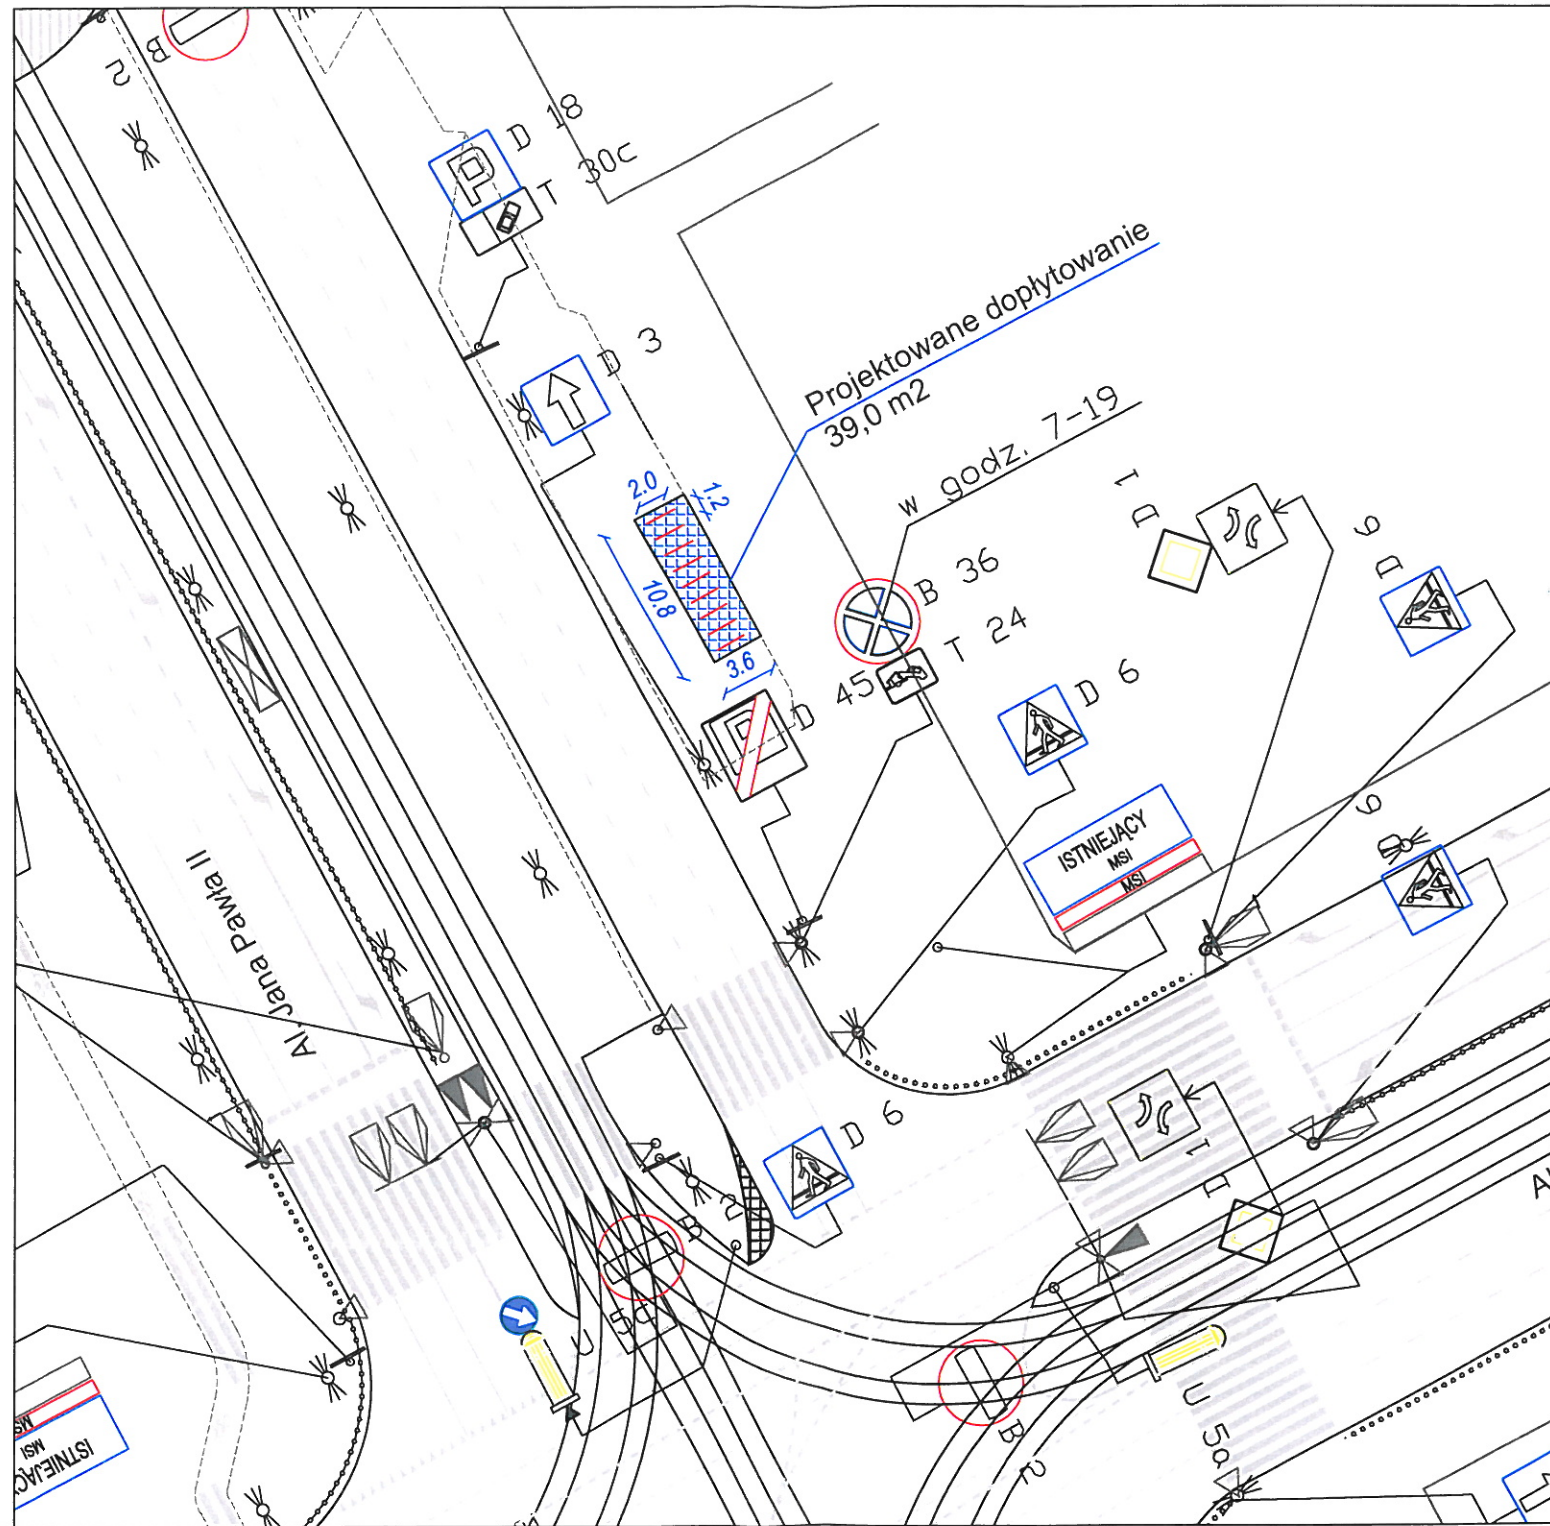 B 2
D 18
T 30c
P
D 3
Projektowane dopłytowanie
39,0 m2
w godz. 7-19
2.0
1.2
10.8
3.6
B 36
T 24
D 45
D 1
D 6
D 6
ISTNIEJĄCY
MSI
MSI
D 6
Al. Jana Pawła II
D 6
D 1
B 2
U 5c
B 2
U 5a
MSI
ISTNIEJĄC